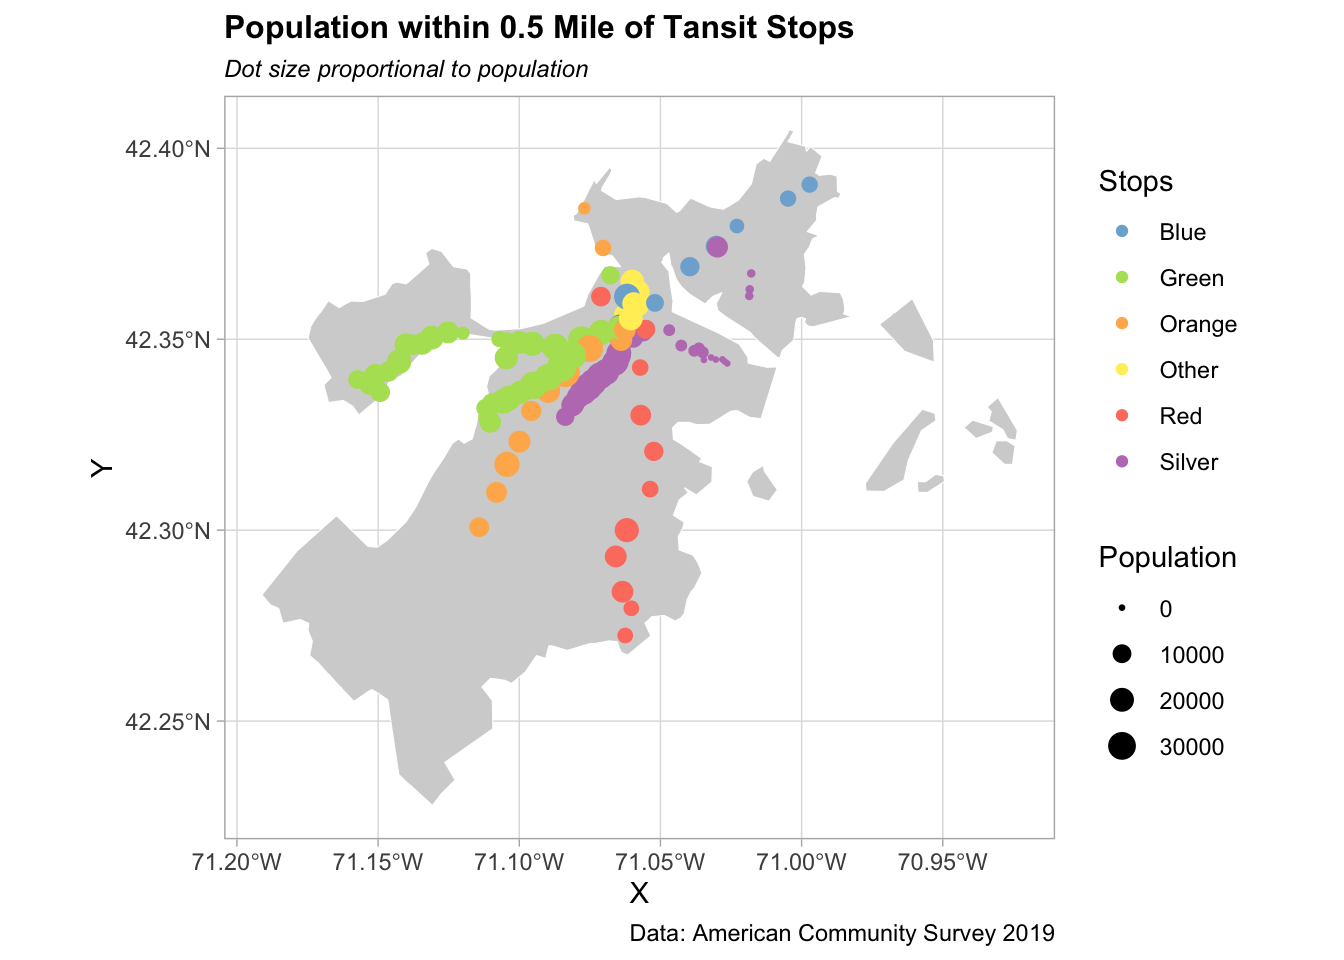 Population within 0.5 Mile of Tansit Stops
Dot size proportional to population
42.40°N
42.35°N
42.30°N
42.25°N
Y
71.20°W
71.15°W
71.10°W
71.05°W
71.00°W
70.95°W
X
Data: American Community Survey 2019
Stops
Blue
Green
Orange
Other
Red
Silver
Population
0
10000
20000
30000